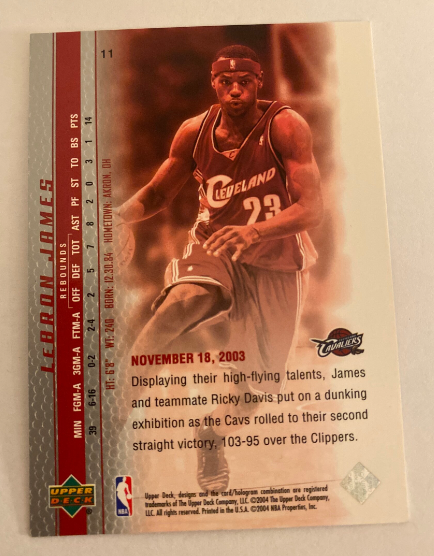 11
LeBRON JAMES
REBOUNDS
MIN FGM-A 3GM-A FTM-A OFF DEF TOT AST PF ST TO BS PTS
39 6-16 0-2 2-4 2 5 7 8 2 0 3 1 14
HT: 6'8" WT: 240 BORN: 12.30.84 HOMETOWN: AKRON, OH
CLEVELAND
23
CAVALIERS
NOVEMBER 18, 2003
Displaying their high-flying talents, James
and teammate Ricky Davis put on a dunking
exhibition as the Cavs rolled to their second
straight victory, 103-95 over the Clippers.
UPPER
DECK
NBA
Upper Deck, designs and the card/hologram combination are registered
trademarks of The Upper Deck Company, LLC. ©2004 The Upper Deck Company,
LLC. All rights reserved. Printed in the U.S.A. ©2004 NBA Properties, Inc.